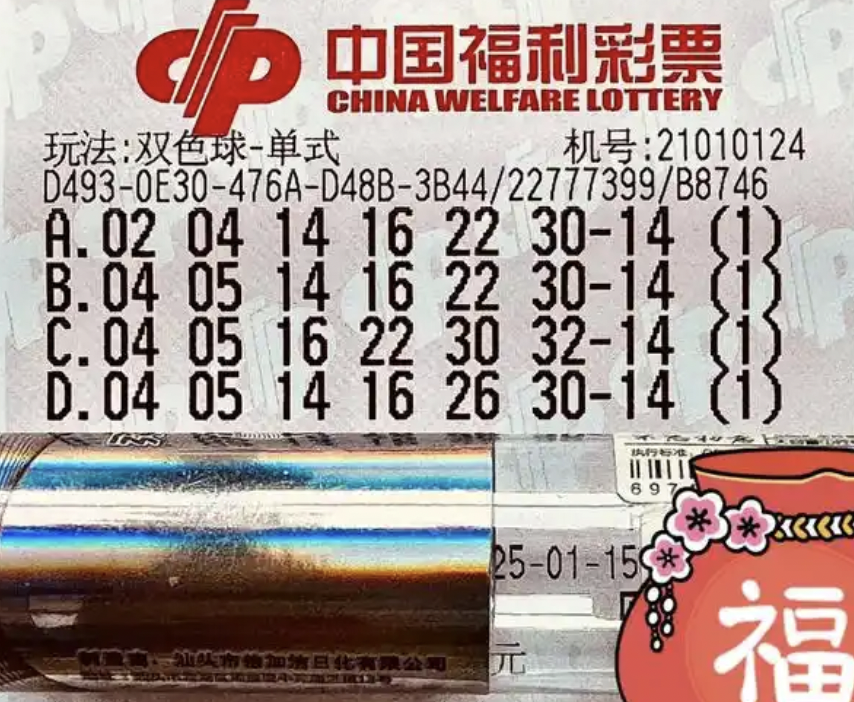 中国福利彩票
CHINA WELFARE LOTTERY
玩法:双色球-单式 机号:21010124
D493-0E30-476A-D48B-3B44/22777399/B8746
A.02 04 14 16 22 30-14 (1)
B.04 05 14 16 22 30-14 (1)
C.04 05 16 22 30 32-14 (1)
D.04 05 14 16 26 30-14 (1)
执行标准:
697
25-01-15
汕头市 加洁日化有限公司
元
福